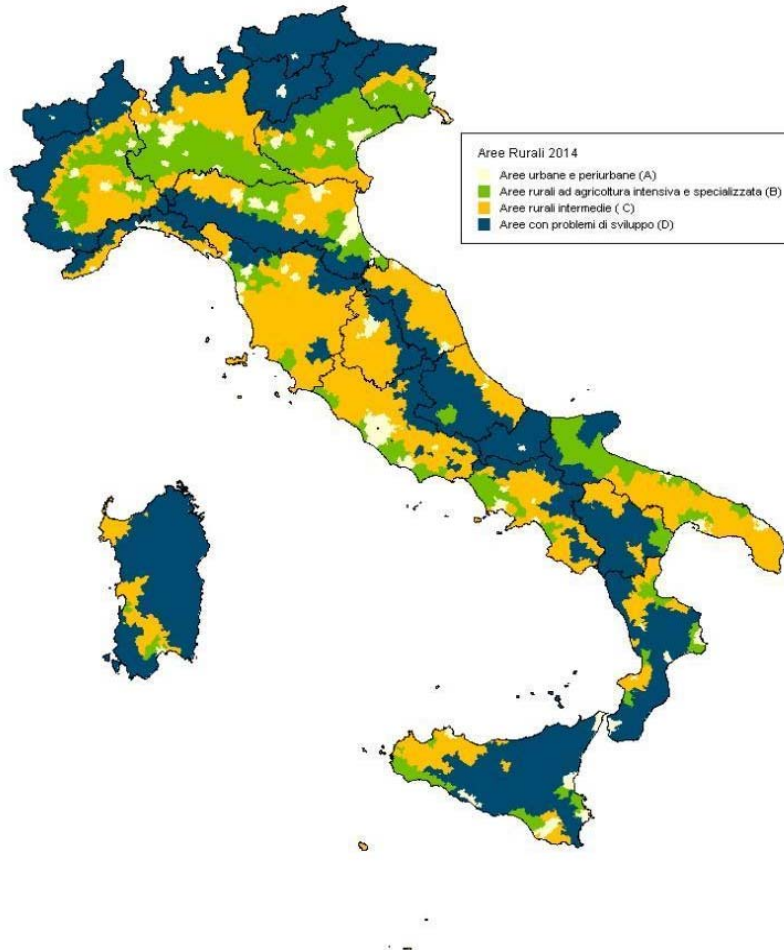 Aree Rurali 2014
Aree urbane e periurbane (A)
Aree rurali ad agricoltura intensiva e specializzata (B)
Aree rurali intermedie ( C)
Aree con problemi di sviluppo (D)